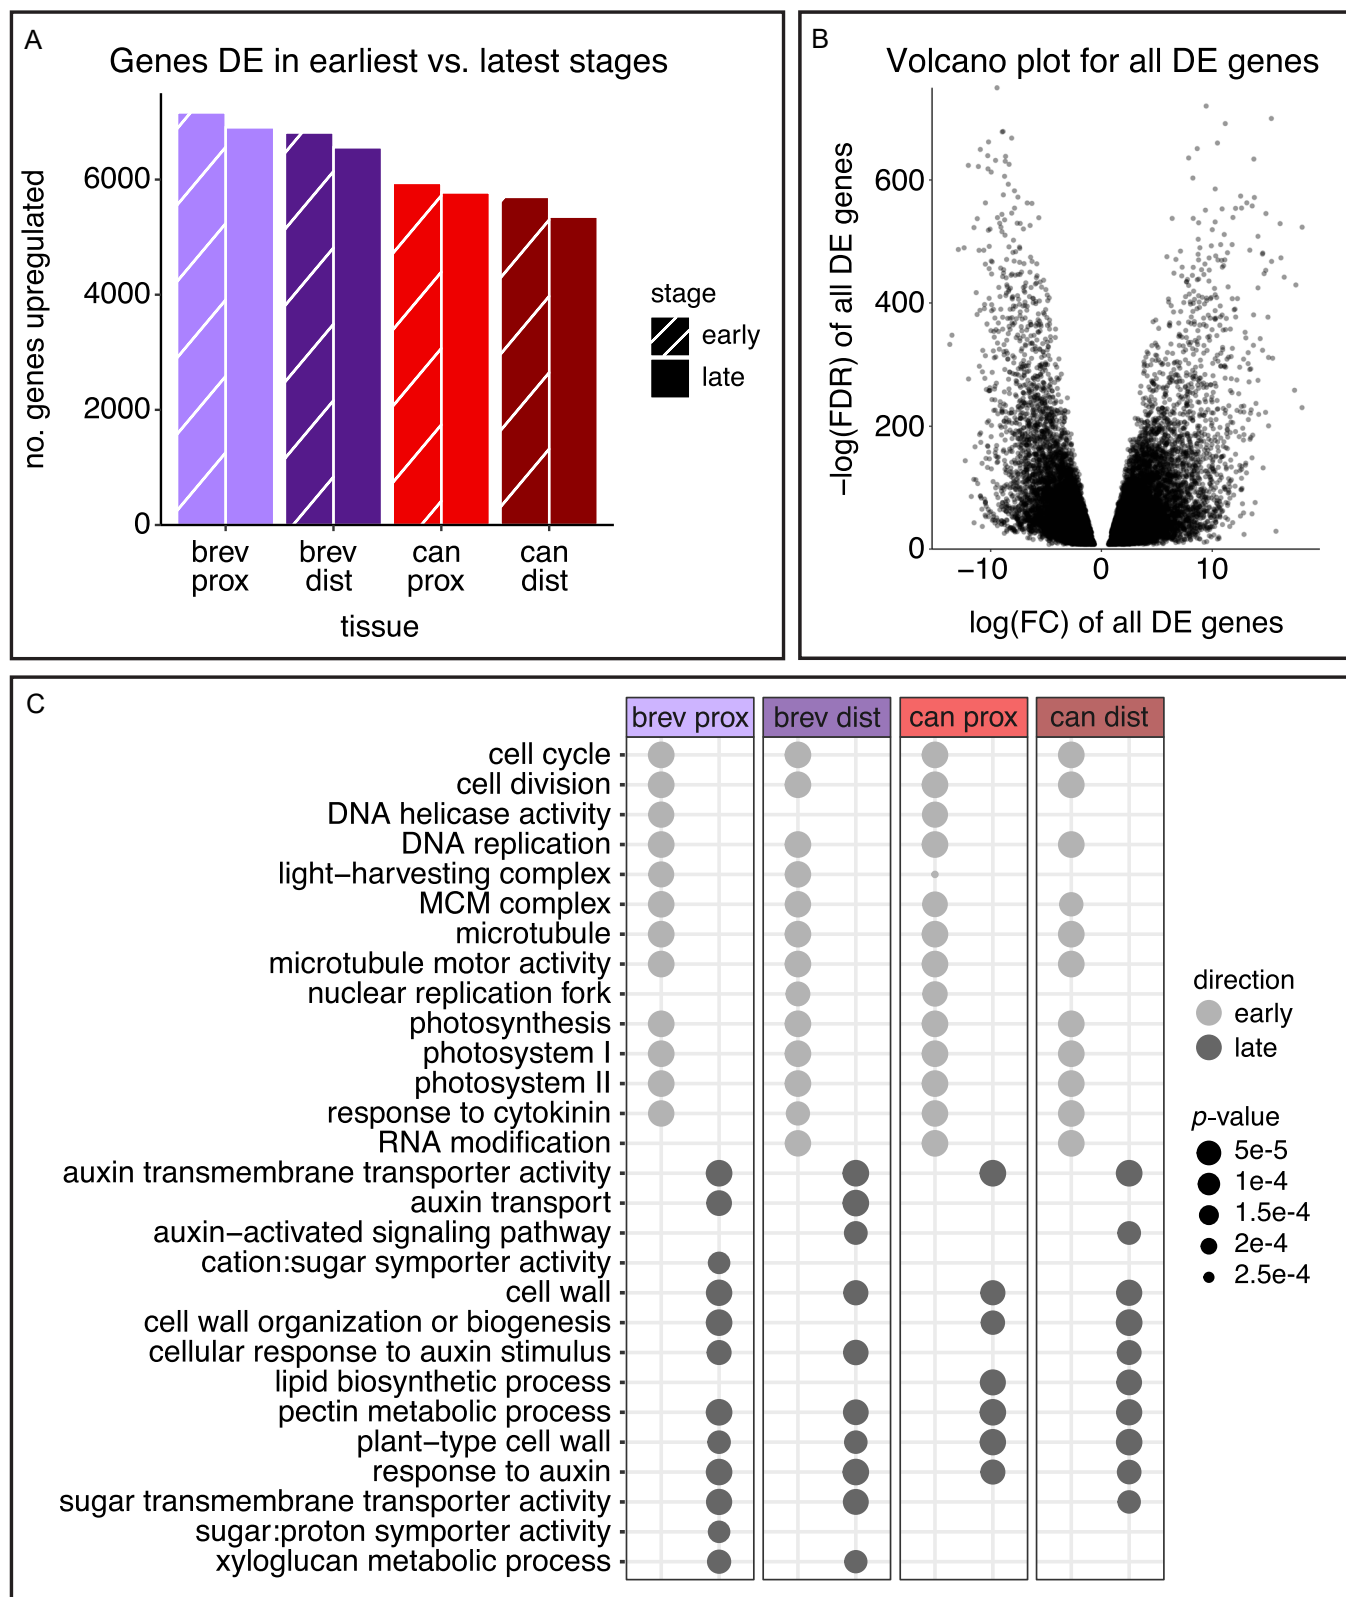 A
Genes DE in earliest vs. latest stages
no. genes upregulated
6000
4000
2000
0
brev prox
brev dist
can prox
can dist
tissue
stage
early
late
B
Volcano plot for all DE genes
−log(FDR) of all DE genes
600
400
200
0
−10
0
10
log(FC) of all DE genes
C
brev prox
brev dist
can prox
can dist
cell cycle
cell division
DNA helicase activity
DNA replication
light−harvesting complex
MCM complex
microtubule
microtubule motor activity
nuclear replication fork
photosynthesis
photosystem I
photosystem II
response to cytokinin
RNA modification
auxin transmembrane transporter activity
auxin transport
auxin−activated signaling pathway
cation:sugar symporter activity
cell wall
cell wall organization or biogenesis
cellular response to auxin stimulus
lipid biosynthetic process
pectin metabolic process
plant−type cell wall
response to auxin
sugar transmembrane transporter activity
sugar:proton symporter activity
xyloglucan metabolic process
direction
early
late
p-value
5e-5
1e-4
1.5e-4
2e-4
2.5e-4